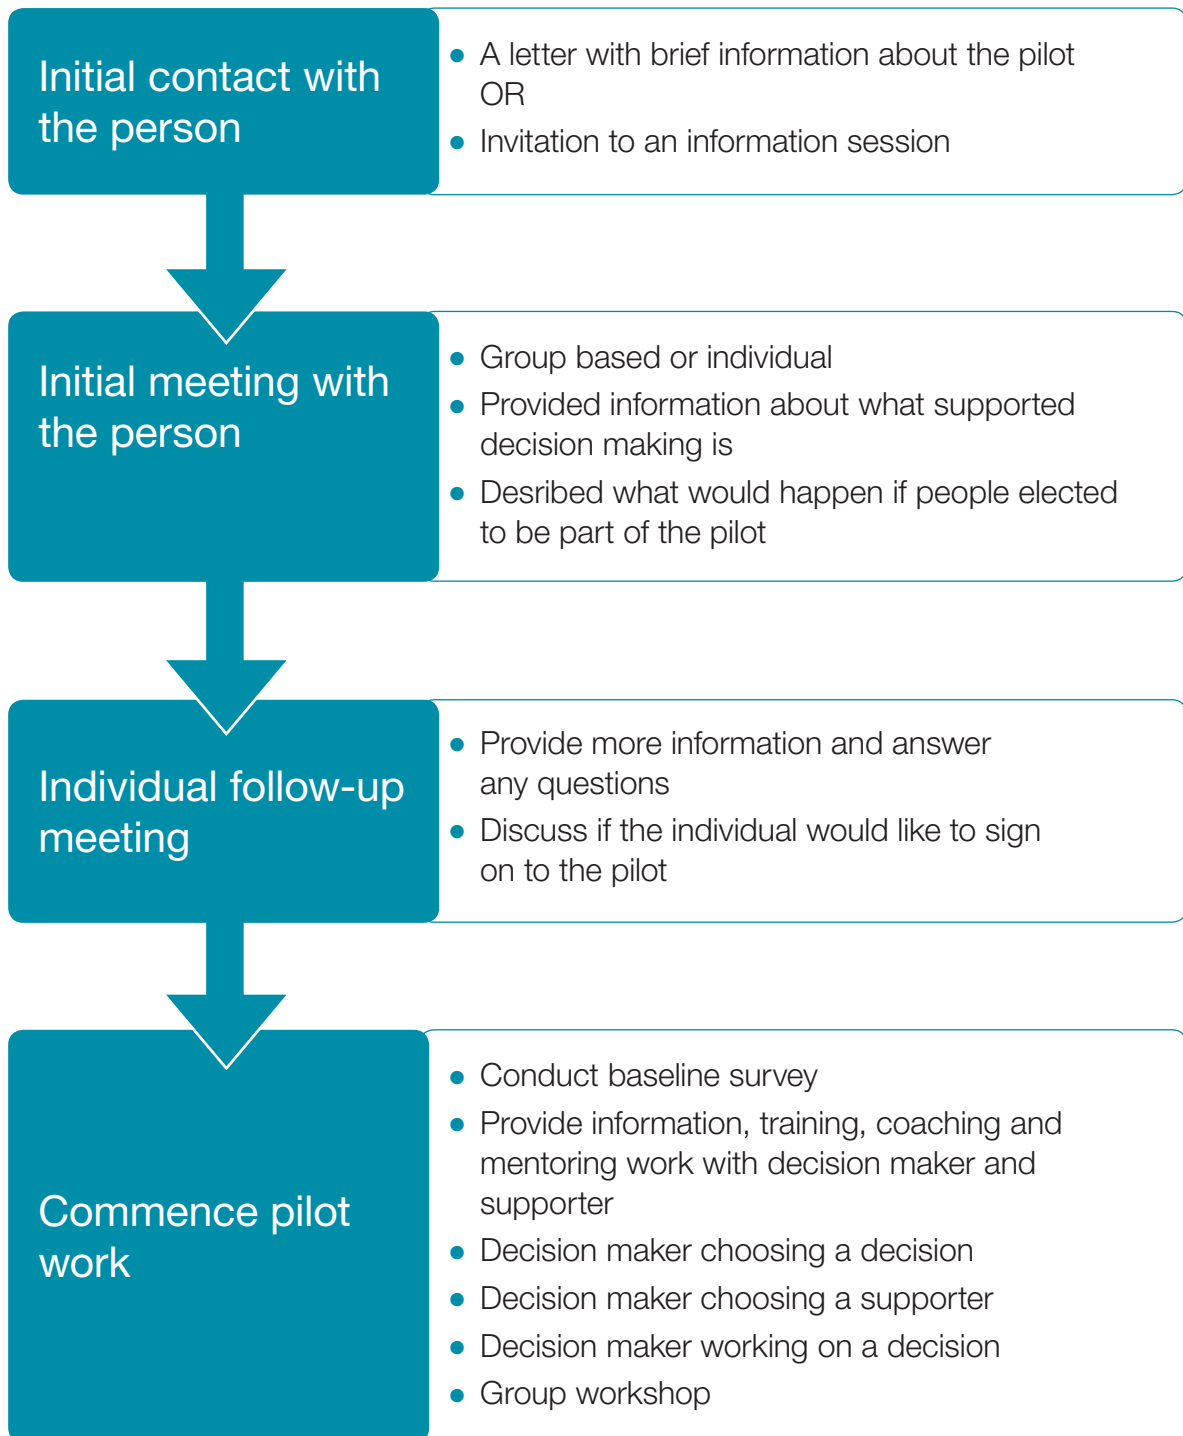 Initial contact with
the person
• A letter with brief information about the pilot
OR
• Invitation to an information session
Initial meeting with
the person
• Group based or individual
• Provided information about what supported
decision making is
• Desribed what would happen if people elected
to be part of the pilot
Individual follow-up
meeting
• Provide more information and answer
any questions
• Discuss if the individual would like to sign
on to the pilot
Commence pilot
work
• Conduct baseline survey
• Provide information, training, coaching and
mentoring work with decision maker and
supporter
• Decision maker choosing a decision
• Decision maker choosing a supporter
• Decision maker working on a decision
• Group workshop